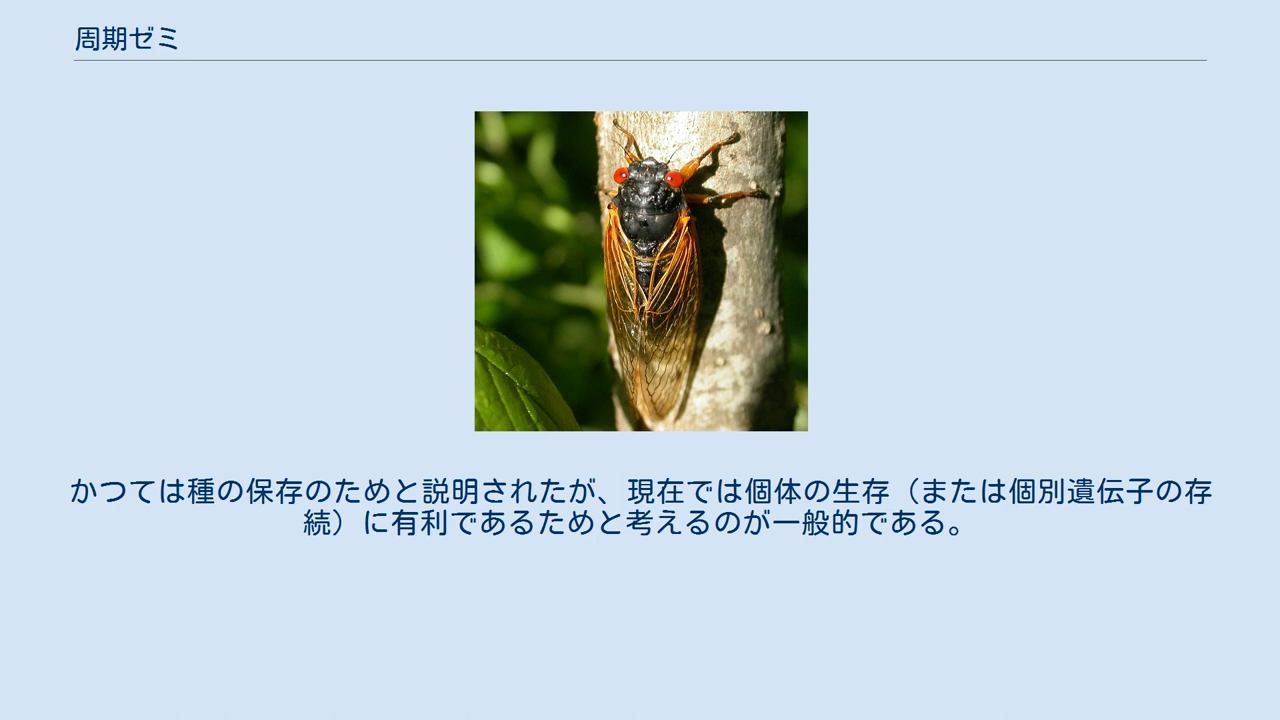 周期ゼミ
かつては種の保存のためと説明されたが、現在では個体の生存（または個別遺伝子の存
続）に有利であるためと考えるのが一般的である。